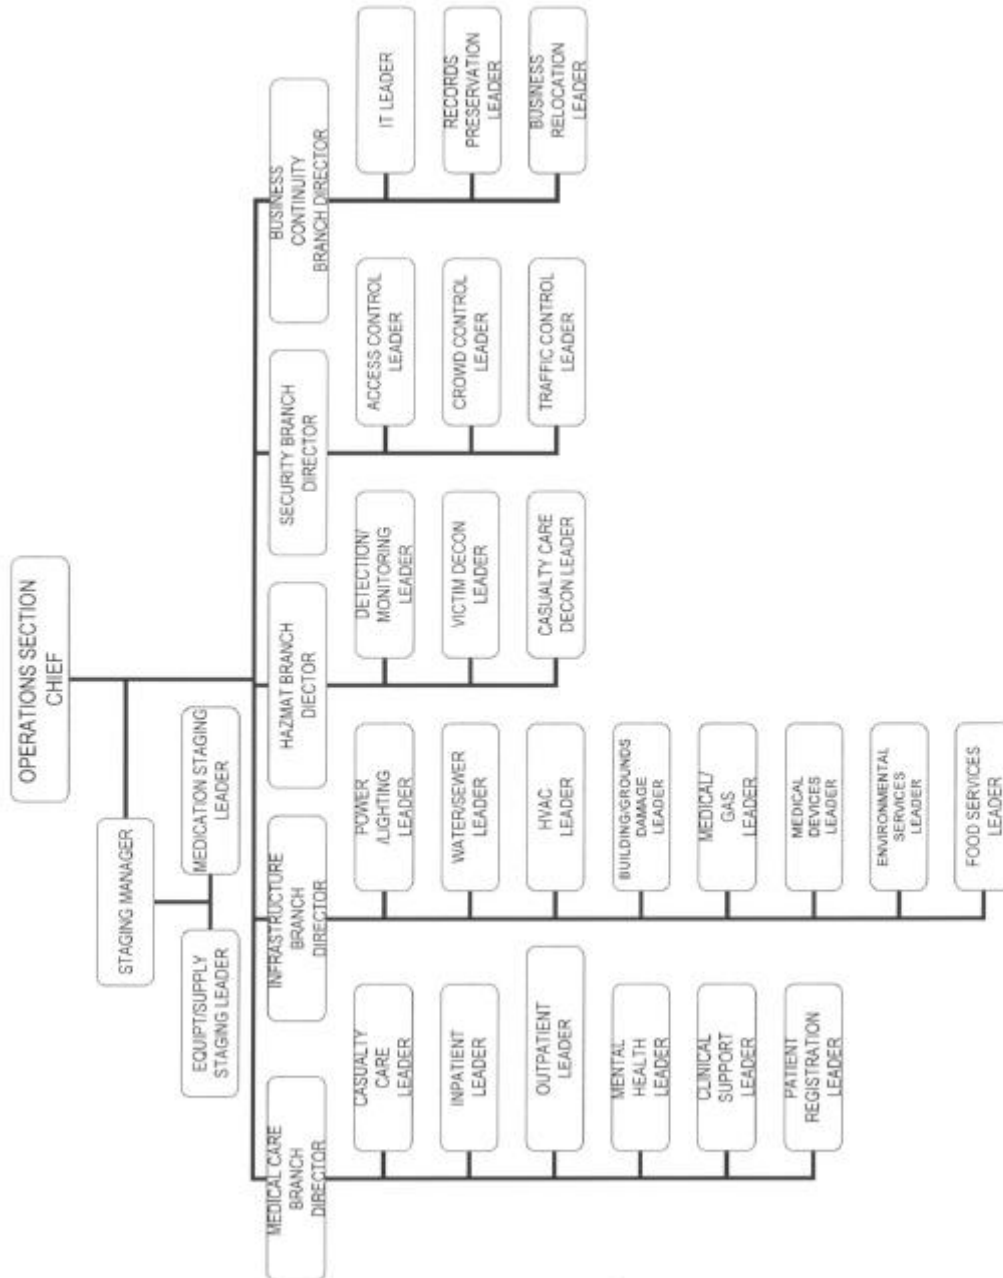 OPERATIONS SECTION
CHIEF
STAGING MANAGER
EQUIPT/SUPPLY
STAGING LEADER
MEDICATION STAGING
LEADER
MEDICAL CARE
BRANCH
DIRECTOR
CASUALTY
CARE
LEADER
INPATIENT
LEADER
OUTPATIENT
LEADER
MENTAL
HEALTH
LEADER
CLINICAL
SUPPORT
LEADER
PATIENT
REGISTRATION
LEADER
INFRASTRUCTURE
BRANCH
DIRECTOR
POWER
/LIGHTING
LEADER
WATER/SEWER
LEADER
HVAC
LEADER
BUILDING/GROUNDS
DAMAGE
LEADER
MEDICAL/
GAS
LEADER
MEDICAL
DEVICES
LEADER
ENVIRONMENTAL
SERVICES
LEADER
FOOD SERVICES
LEADER
HAZMAT BRANCH
DIECTOR
DETECTION/
MONITORING
LEADER
VICTIM DECON
LEADER
CASUALTY CARE
DECON LEADER
SECURITY BRANCH
DIRECTOR
ACCESS CONTROL
LEADER
CROWD CONTROL
LEADER
TRAFFIC CONTROL
LEADER
BUSINESS
CONTINUITY
BRANCH DIRECTOR
IT LEADER
RECORDS
PRESERVATION
LEADER
BUSINESS
RELOCATION
LEADER